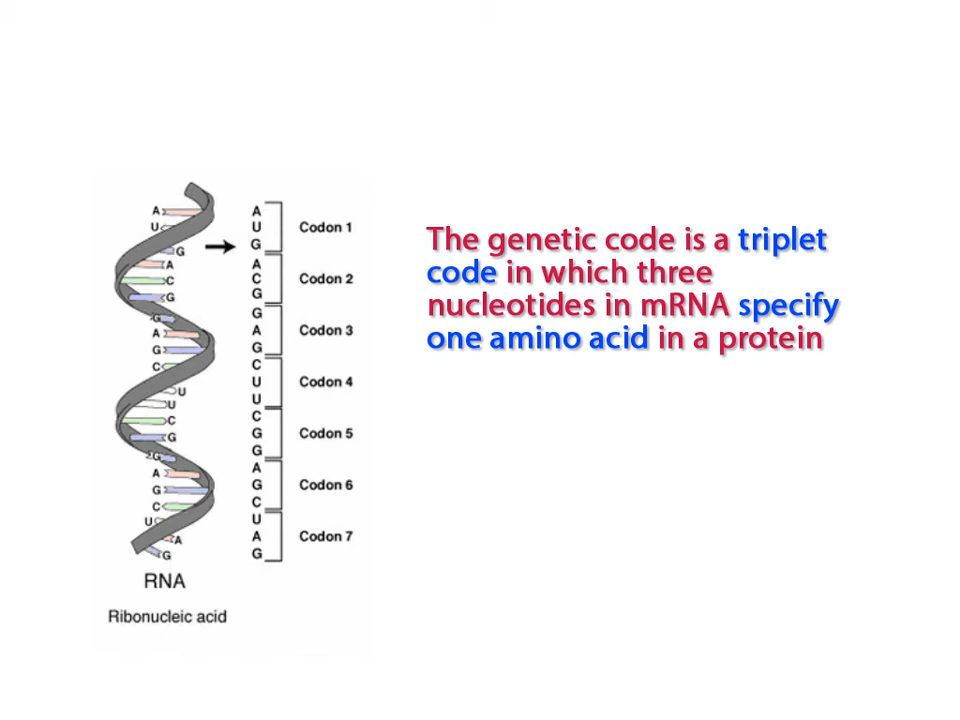 A
U
G
A
C
G
G
A
G
C
U
U
C
G
G
A
G
C
U
A
G
A
U
G
A
C
G
G
A
G
C
U
U
C
G
G
A
G
C
U
A
G
Codon 1
Codon 2
Codon 3
Codon 4
Codon 5
Codon 6
Codon 7
RNA
Ribonucleic acid
The genetic code is a triplet
code in which three
nucleotides in mRNA specify
one amino acid in a protein